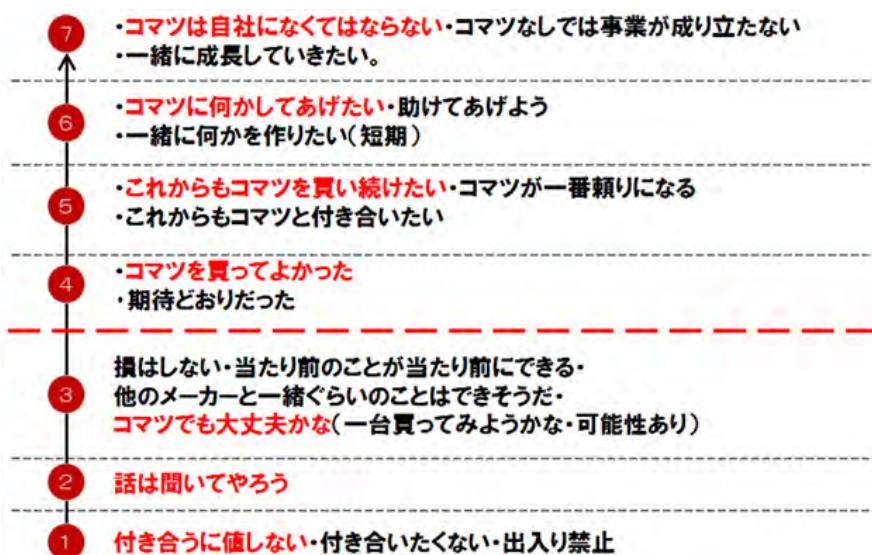 7
・コマツは自社になくてはならない・コマツなしでは事業が成り立たない
・一緒に成長していきたい。
6
・コマツに何かしてあげたい・助けてあげよう
・一緒に何かを作りたい(短期)
5
・これからもコマツを買い続けたい・コマツが一番頼りになる
・これからもコマツと付き合いたい
4
・コマツを買ってよかった
・期待どおりだった
3
損はしない・当たり前のことが当たり前にできる・
他のメーカーと一緒ぐらいのことはできそうだ・
コマツでも大丈夫かな(一台買ってみようかな・可能性あり)
2
話は聞いてやろう
1
付き合うに値しない・付き合いたくない・出入り禁止